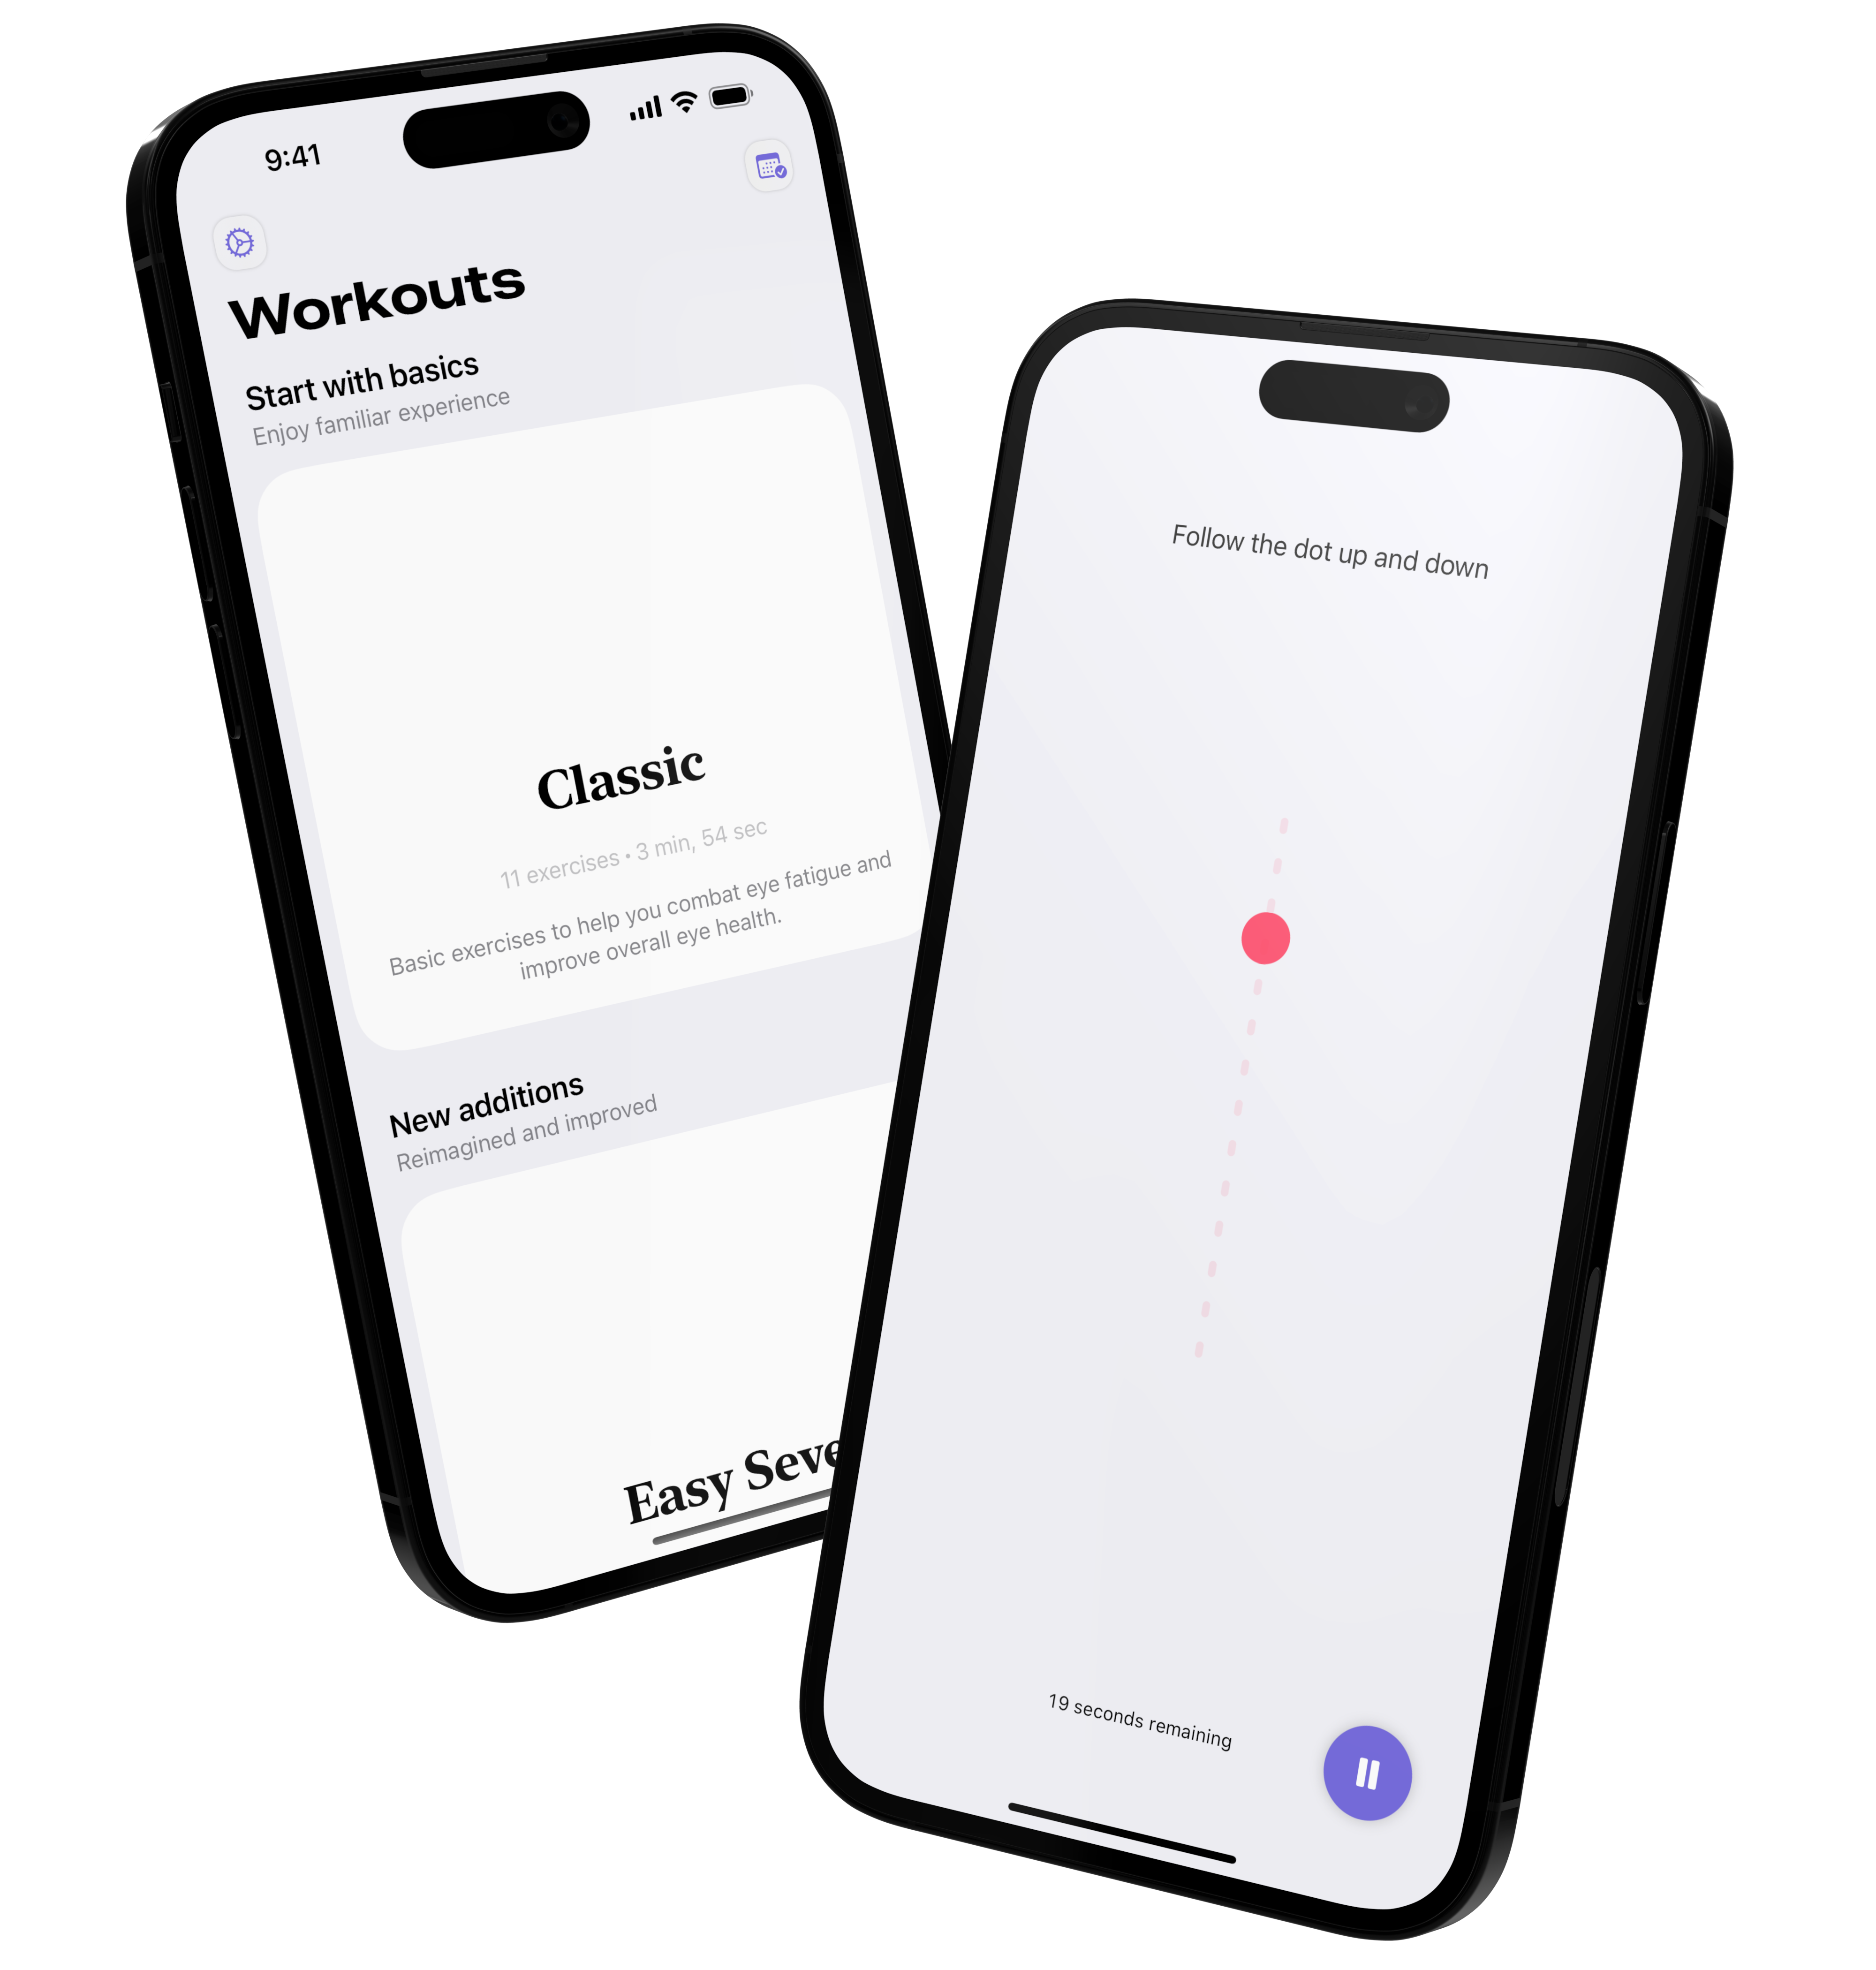 9:41
Workouts
Start with basics
Enjoy familiar experience
Classic
11 exercises • 3 min, 54 sec
Basic exercises to help you combat eye fatigue and
improve overall eye health.
New additions
Reimagined and improved
Easy
Follow the dot up and down
19 seconds remaining